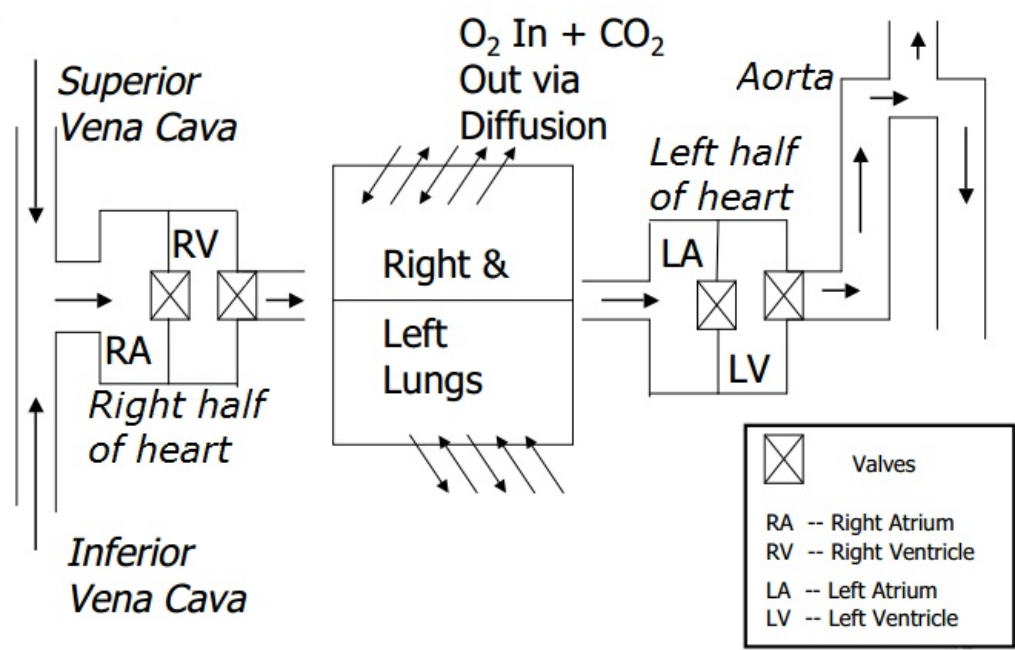 Superior
Vena Cava
O₂ In + CO₂
Out via
Diffusion
Aorta
Left half
of heart
RV
RA
Right half
of heart
Right &
Left
Lungs
LA
LV
Inferior
Vena Cava
Valves
RA -- Right Atrium
RV -- Right Ventricle
LA -- Left Atrium
LV -- Left Ventricle